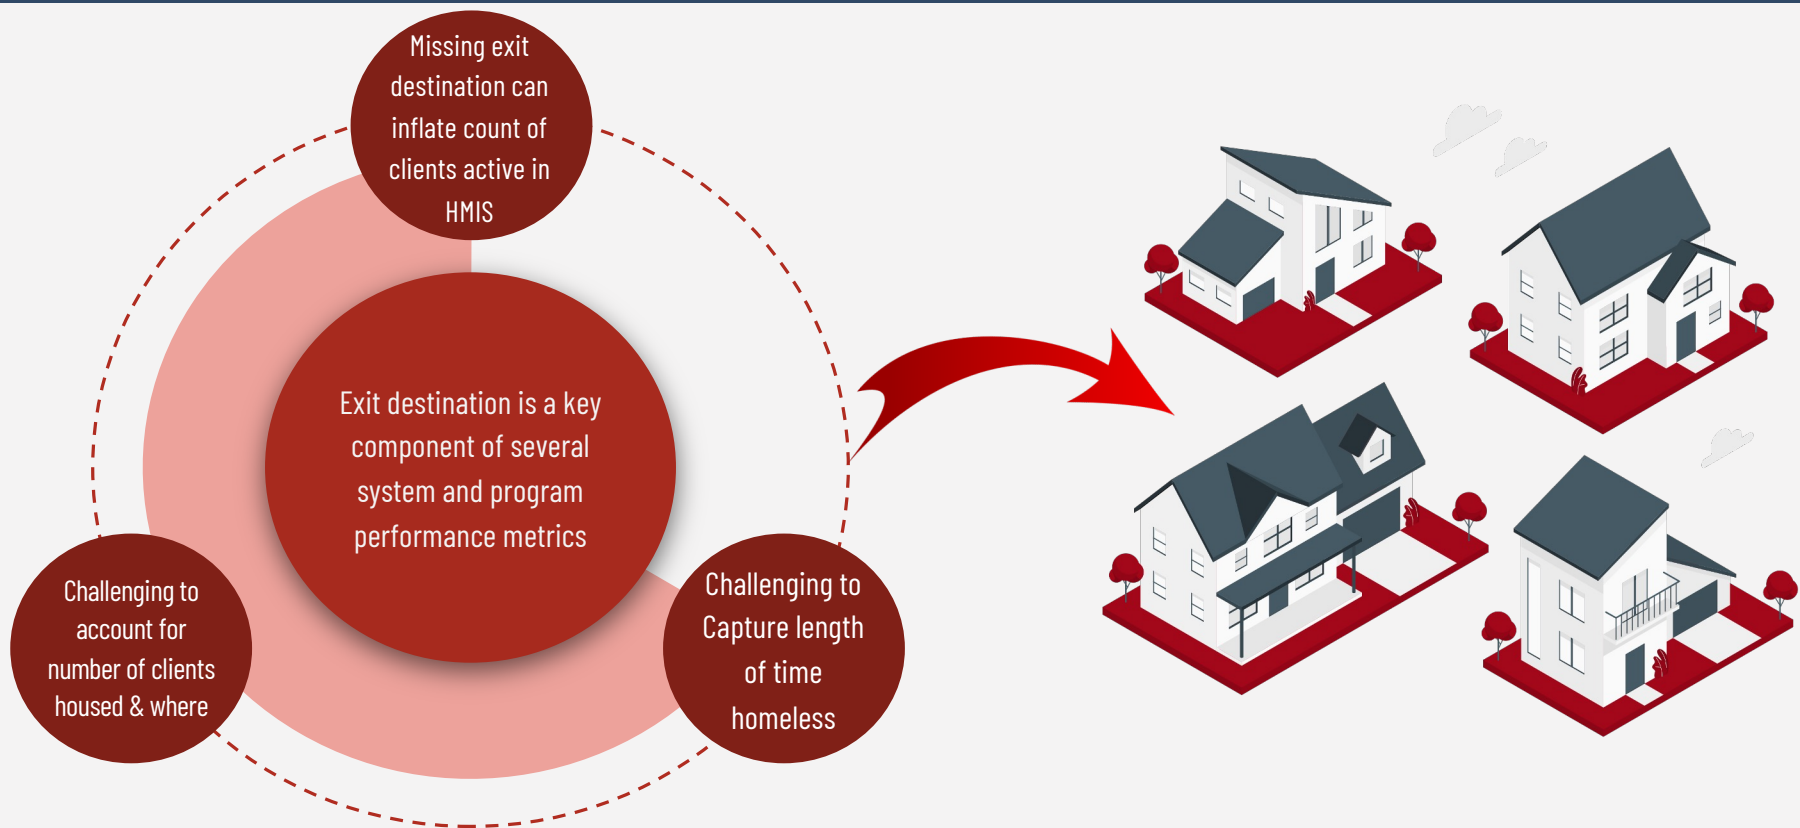 Missing exit
destination can
inflate count of
clients active in
HMIS
Exit destination is a key
component of several
system and program
performance metrics
Challenging to
account for
number of clients
housed & where
Challenging to
Capture length
of time
homeless